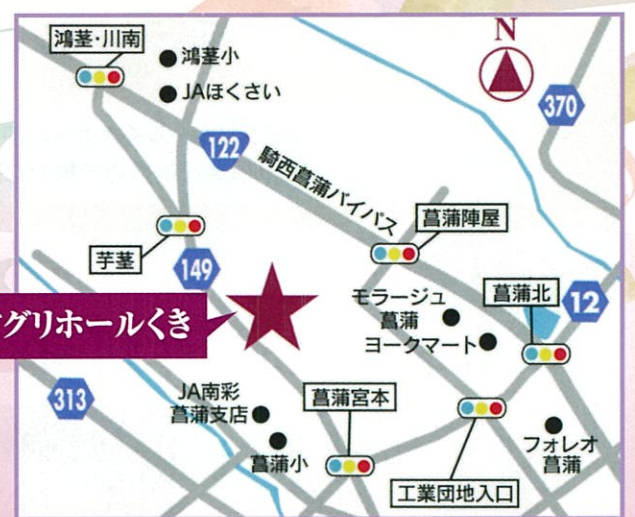 鴻茎・川南
鴻茎小
JAほくさい
N
370
122
騎西菖蒲バイパス
菖蒲陣屋
芋茎
149
モラージュ
菖蒲
ヨークマート
菖蒲北
12
グリホールくき
313
JA南彩
菖蒲支店
菖蒲小
菖蒲宮本
工業団地入口
フォレオ
菖蒲